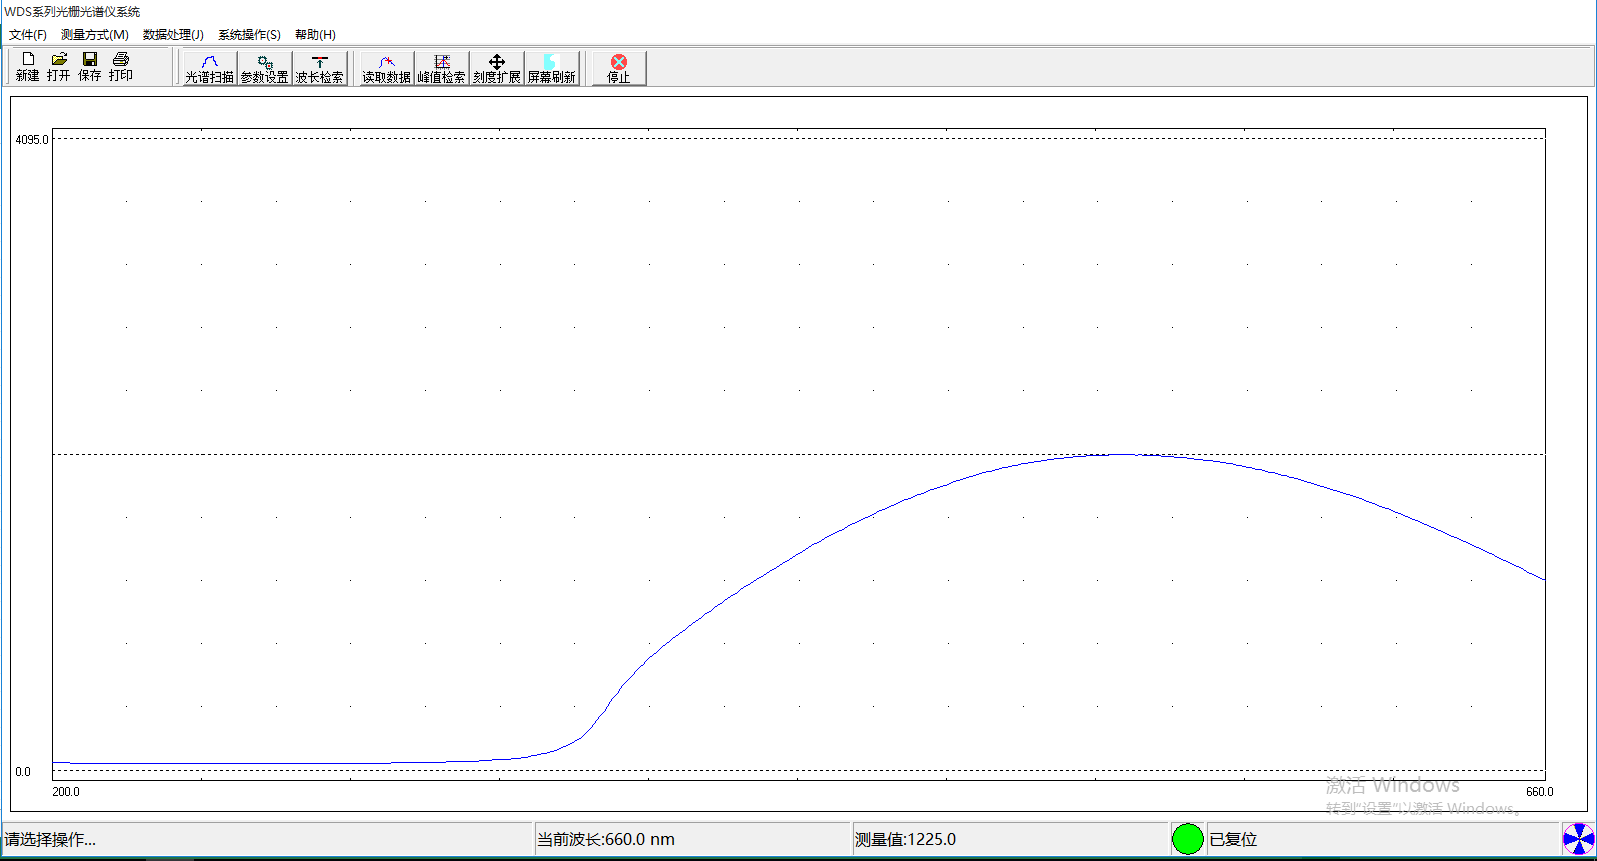 WDS系列光栅光谱仪系统
文件(F) 测量方式(M) 数据处理(J) 系统操作(S) 帮助(H)
新建 打开 保存 打印 光谱扫描 参数设置 波长检索 读取数据 峰值检索 刻度扩展 屏幕刷新 停止
4095.0
0.0
200.0 660.0
激活 Windows
转到"设置"以激活 Windows。
请选择操作... 当前波长:660.0 nm 测量值:1225.0 已复位